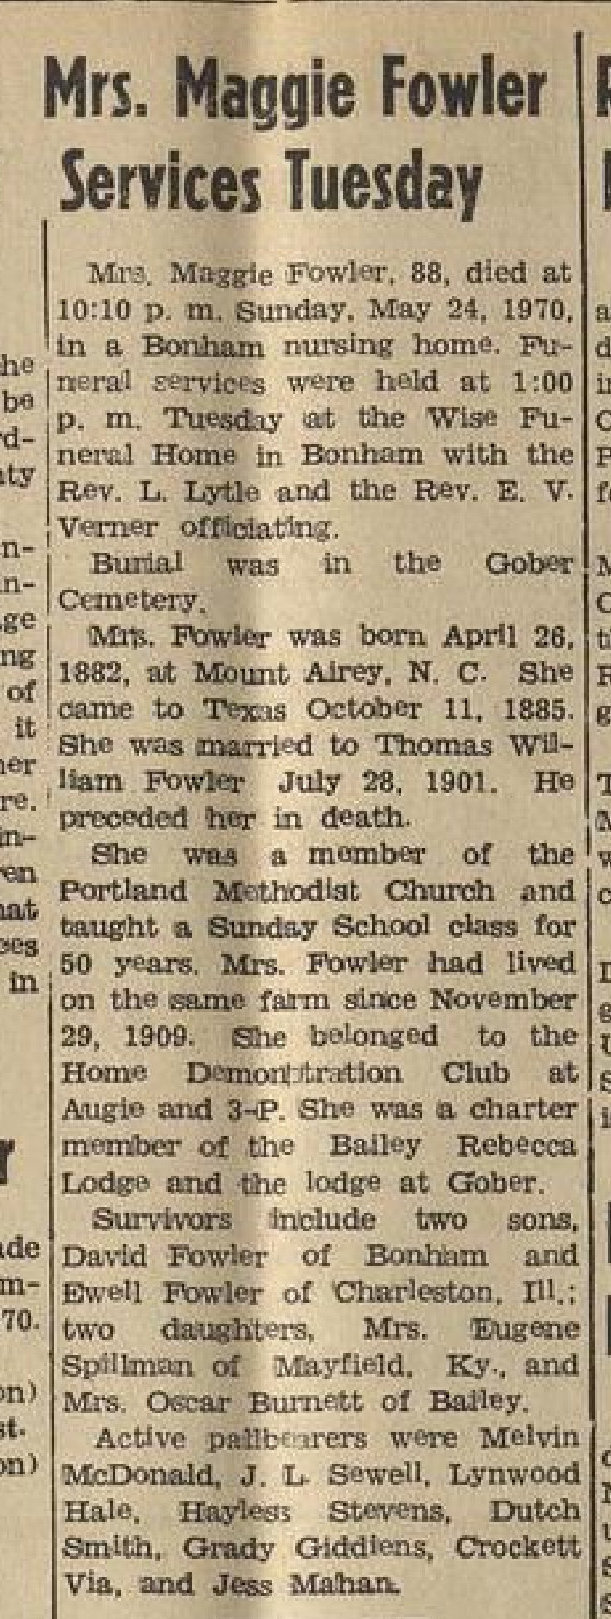 Mrs. Maggie Fowler
Services Tuesday
Mrs. Maggie Fowler, 88, died at
10:10 p. m. Sunday, May 24, 1970,
in a Bonham nursing home. Fu-
neral services were held at 1:00
p. m. Tuesday at the Wise Fu-
neral Home in Bonham with the
Rev. L. Lytle and the Rev. E. V.
Verner officiating.
Burial was in the Gober
Cemetery.
Mrs. Fowler was born April 26,
1882, at Mount Airey, N. C. She
came to Texas October 11, 1885.
She was married to Thomas Wil-
liam Fowler July 28, 1901. He
preceded her in death.
She was a member of the
Portland Methodist Church and
taught a Sunday School class for
50 years. Mrs. Fowler had lived
on the same farm since November
29, 1909. She belonged to the
Home Demonstration Club at
Augie and 3-P. She was a charter
member of the Bailey Rebecca
Lodge and the lodge at Gober.
Survivors include two sons,
David Fowler of Bonham and
Ewell Fowler of Charleston, Ill.;
two daughters, Mrs. Eugene
Spillman of Mayfield, Ky., and
Mrs. Oscar Burnett of Bailey.
Active pallbearers were Melvin
McDonald, J. L. Sewell, Lynwood
Hale, Hayless Stevens, Dutch
Smith, Grady Giddens, Crockett
Via, and Jess Mahan.